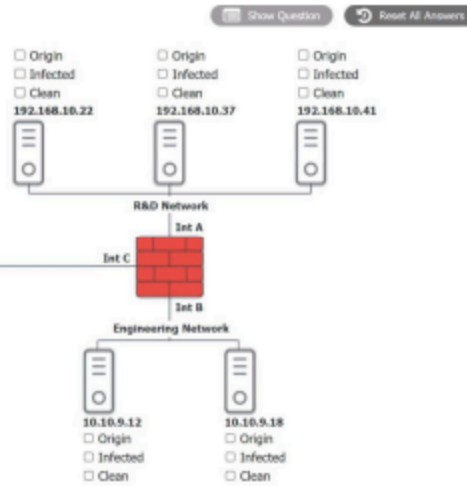 Show Question Reset All Answers
Origin Origin Origin
Infected Infected Infected
Clean Clean Clean
192.168.10.22 192.168.10.37 192.168.10.41
R&D Network
Int A
Int C
Int B
Engineering Network
10.10.9.12 10.10.9.18
Origin Origin
Infected Infected
Clean Clean